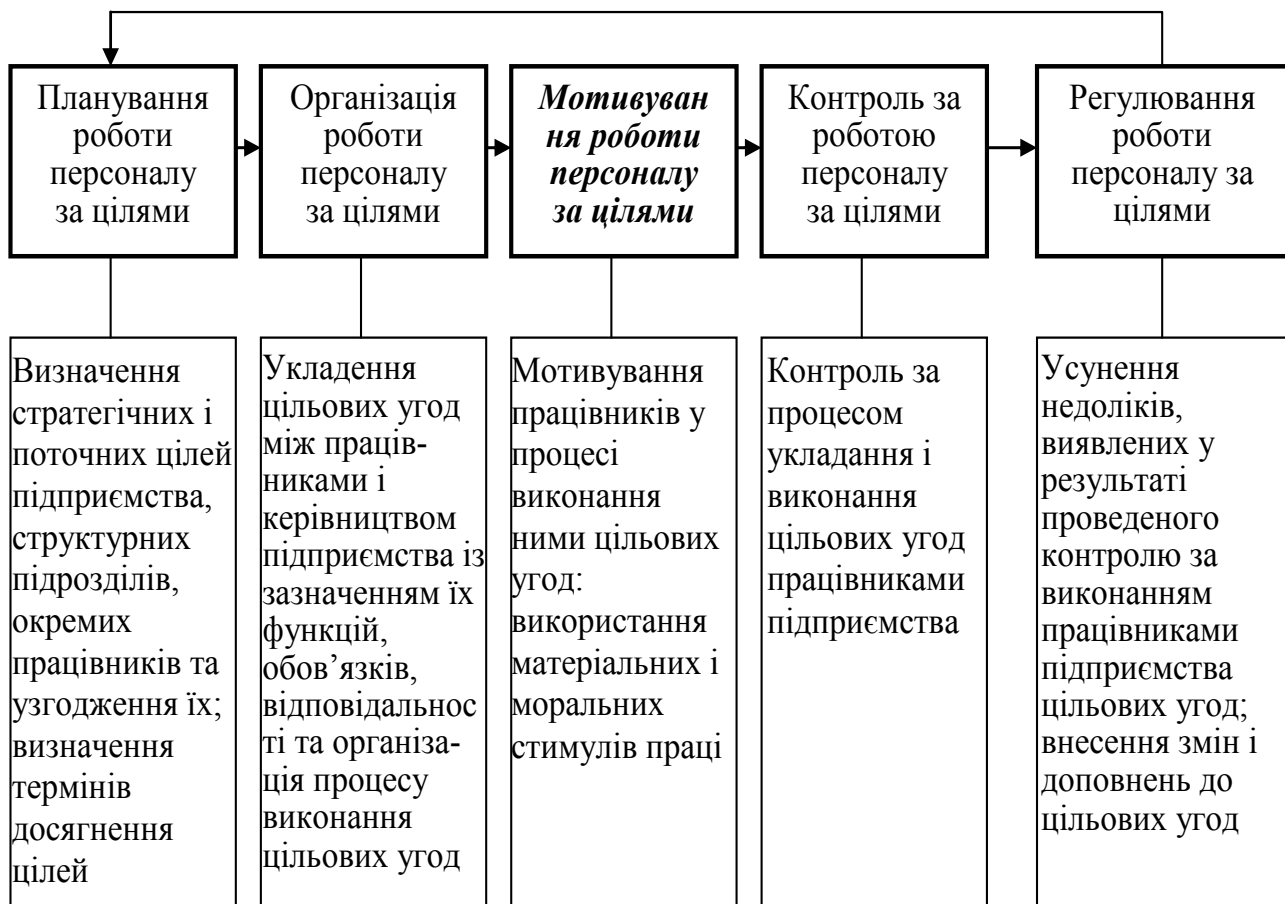 Планування
роботи
персоналу
за цілями
Організація
роботи
персоналу
за цілями
Мотивуван
ня роботи
персоналу
за цілями
Контроль за
роботою
персоналу
за цілями
Регулювання
роботи
персоналу за
цілями
Визначення
стратегічних і
поточних цілей
підприємства,
структурних
підрозділів,
окремих
працівників та
узгодження їх;
визначення
термінів
досягнення
цілей
Укладення
цільових угод
між праців-
никами і
керівництвом
підприємства із
зазначенням їх
функцій,
обов’язків,
відповідальнос
ті та організа-
ція процесу
виконання
цільових угод
Мотивування
працівників у
процесі
виконання
ними цільових
угод:
використання
матеріальних і
моральних
стимулів праці
Контроль за
процесом
укладання і
виконання
цільових угод
працівниками
підприємства
Усунення
недоліків,
виявлених у
результаті
проведеного
контролю за
виконанням
працівниками
підприємства
цільових угод;
внесення змін і
доповнень до
цільових угод